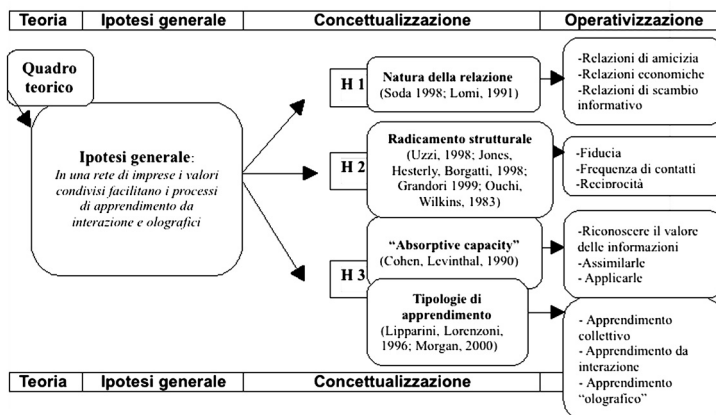 Teoria Ipotesi generale Concettualizzazione Operativizzazione
Quadro
teorico
Ipotesi generale:
In una rete di imprese i valori
condivisi facilitano i processi
di apprendimento da
interazione e olografici
H 1
Natura della relazione
(Soda 1998; Lomi, 1991)
-Relazioni di amicizia
-Relazioni economiche
-Relazioni di scambio
informativo
H 2
Radicamento strutturale
(Uzzi, 1998; Jones,
Hesterly, Borgatti, 1998;
Grandori 1999; Ouchi,
Wilkins, 1983)
-Fiducia
-Frequenza di contatti
-Reciprocità
H 3
“Absorptive capacity”
(Cohen, Levinthal, 1990)
-Riconoscere il valore
delle informazioni
-Assimilarle
- Applicarle
Tipologie di
apprendimento
(Lipparini, Lorenzoni,
1996; Morgan, 2000)
- Apprendimento
collettivo
- Apprendimento da
interazione
- Apprendimento
“olografico”
Teoria Ipotesi generale Concettualizzazione